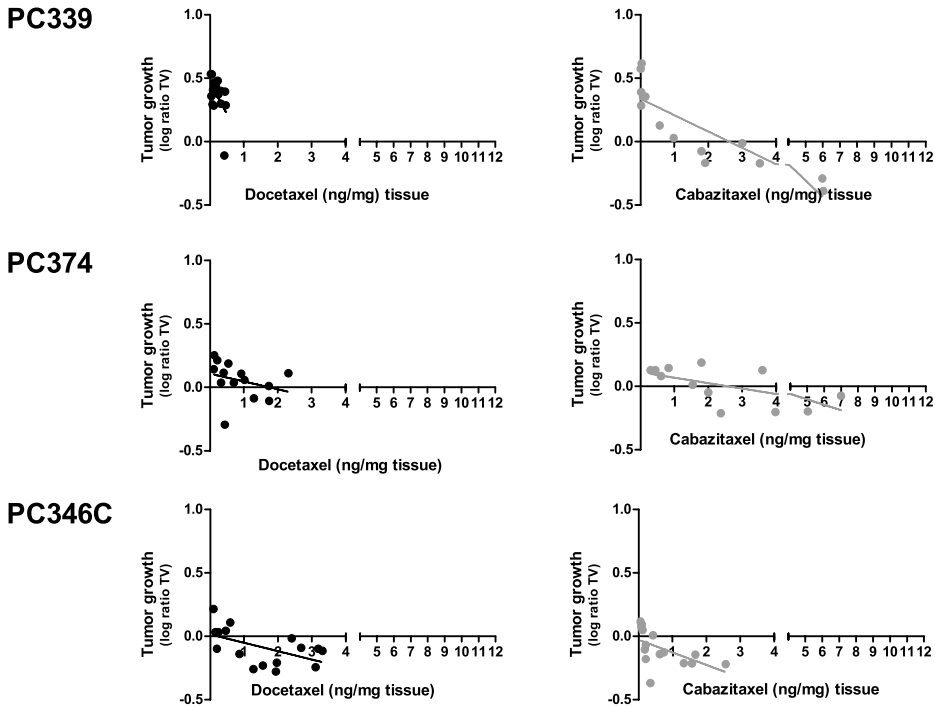 PC339
1.0
0.5
0.0
-0.5
Tumor growth
(log ratio TV)
1 2 3 4 5 6 7 8 9 10 11 12
Docetaxel (ng/mg) tissue
1.0
0.5
0.0
-0.5
Tumor growth
(log ratio TV)
1 2 3 4 5 6 7 8 9 10 11 12
Cabazitaxel (ng/mg) tissue
PC374
1.0
0.5
0.0
-0.5
Tumor growth
(log ratio TV)
1 2 3 4 5 6 7 8 9 10 11 12
Docetaxel (ng/mg tissue)
1.0
0.5
0.0
-0.5
Tumor growth
(log ratio TV)
1 2 3 4 5 6 7 8 9 10 11 12
Cabazitaxel (ng/mg tissue)
PC346C
1.0
0.5
0.0
-0.5
Tumor growth
(log ratio TV)
1 2 3 4 5 6 7 8 9 10 11 12
Docetaxel (ng/mg tissue)
1.0
0.5
0.0
-0.5
Tumor growth
(log ratio TV)
1 2 3 4 5 6 7 8 9 10 11 12
Cabazitaxel (ng/mg) tissue